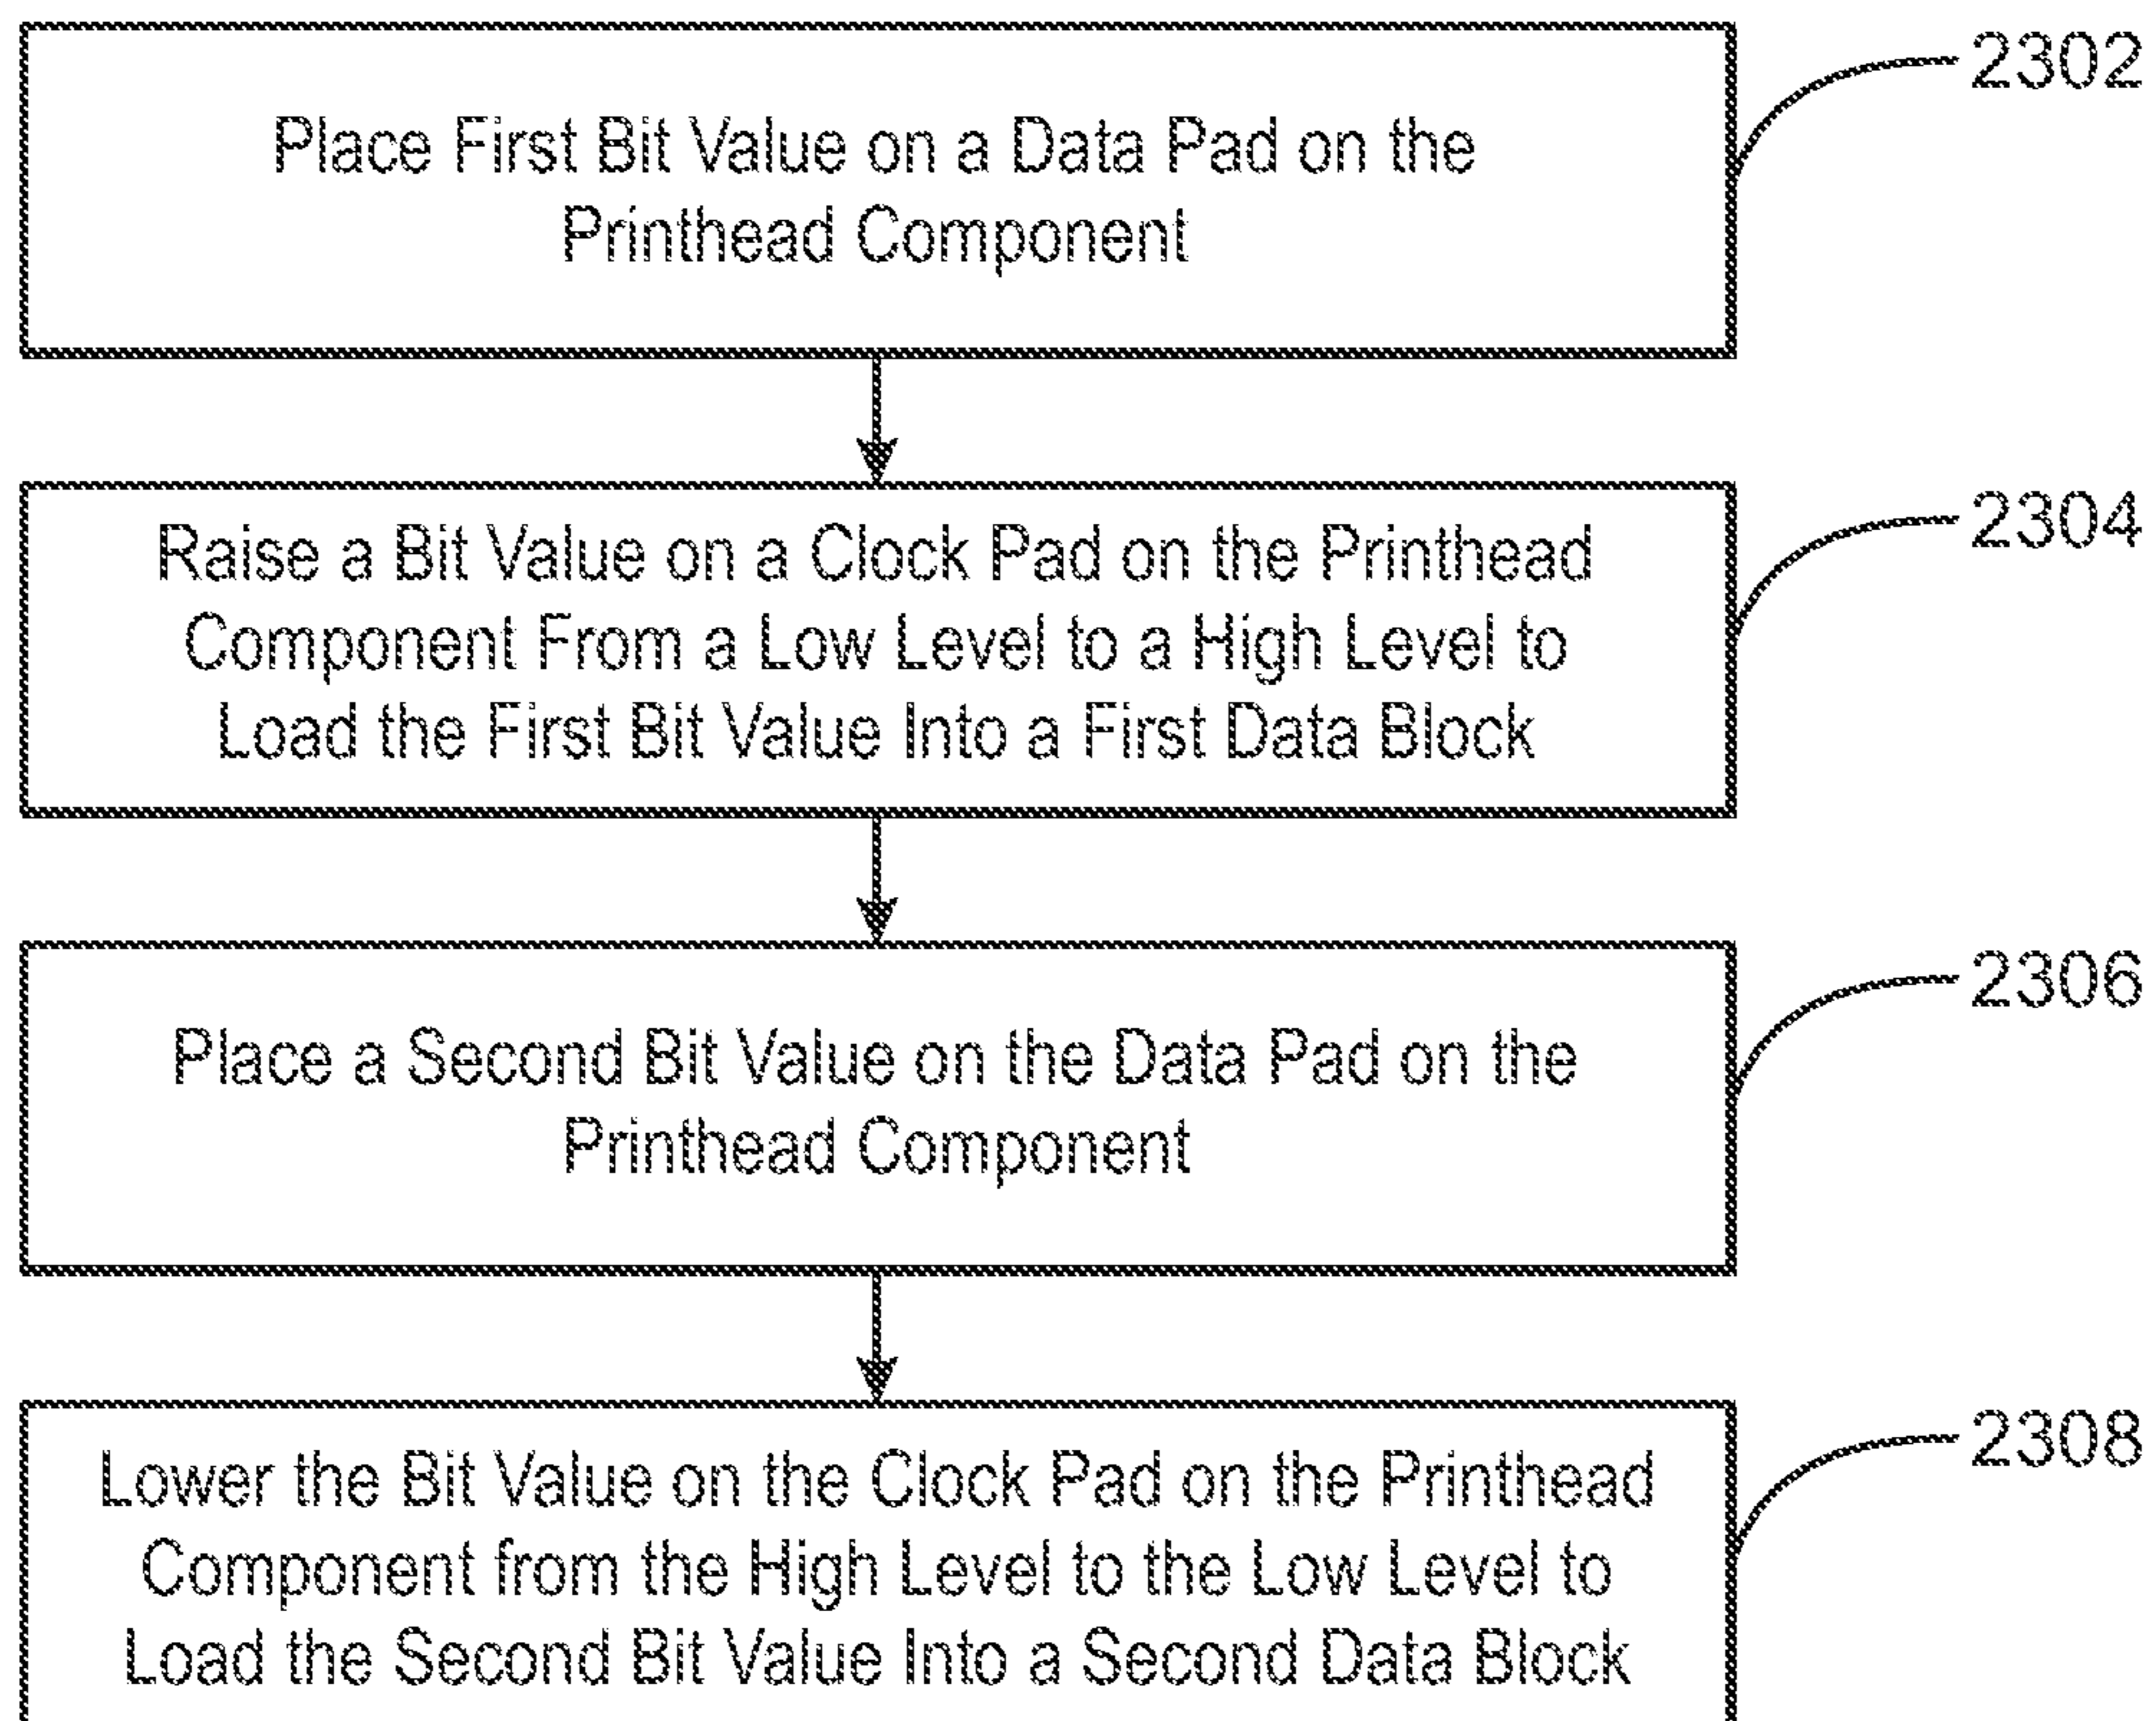 2302
Place First Bit Value on a Data Pad on the
Printhead Component
2304
Raise a Bit Value on a Clock Pad on the Printhead
Component From a Low Level to a High Level to
Load the First Bit Value Into a First Data Block
2306
Place a Second Bit Value on the Data Pad on the
Printhead Component
2308
Lower the Bit Value on the Clock Pad on the Printhead
Component from the High Level to the Low Level to
Load the Second Bit Value Into a Second Data Block